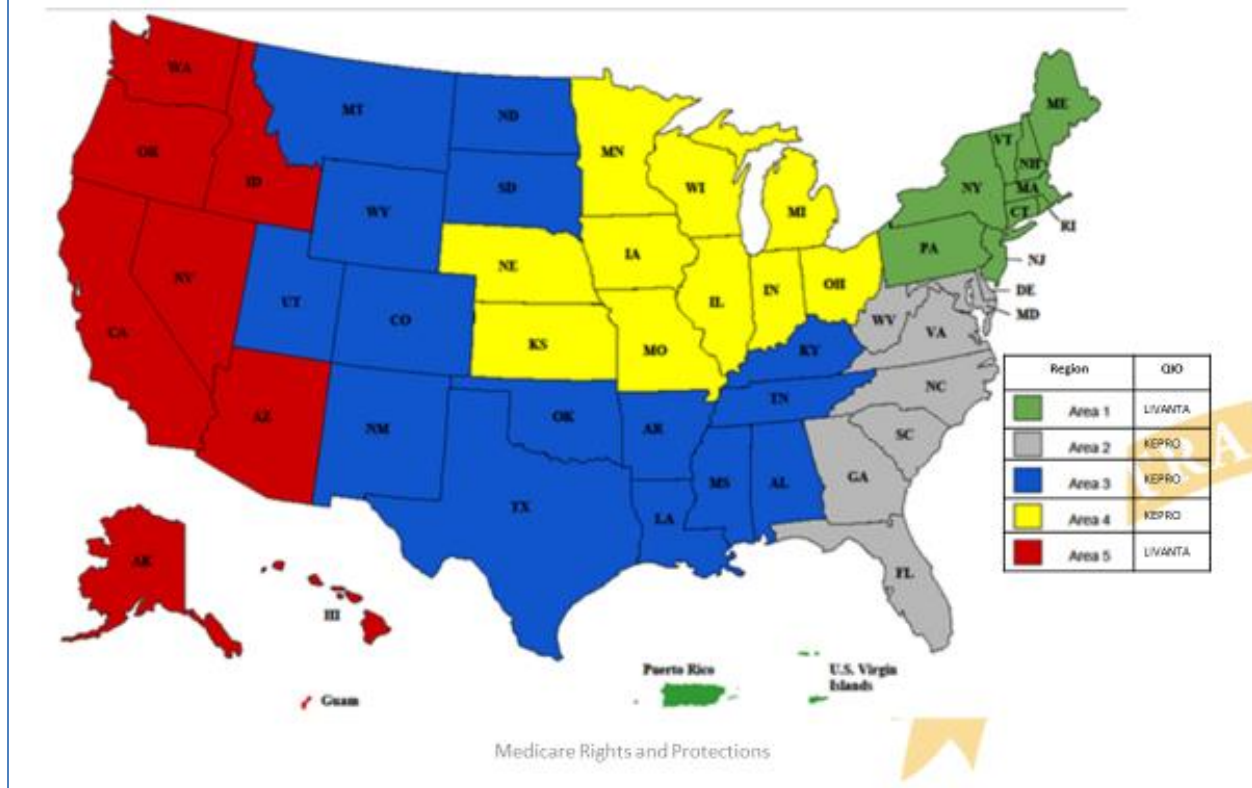 WA
MT
ND
ME
OR
MN
VT
ID
SD
WI
NH
NY
MA
WY
MI
CT
RI
IA
PA
NE
NJ
NV
OH
UT
IL
IN
DE
CO
WV
MD
CA
KS
MO
VA
KY
NC
TN
AZ
OK
NM
AR
SC
MS
AL
GA
TX
LA
FL
AK
HI
Region QIO
Area 1 LIVANTA
Area 2 KEPRO
Area 3 KEPRO
Area 4 KEPRO
Area 5 LIVANTA
RA
Puerto Rico
U.S. Virgin
Islands
Guam
Medicare Rights and Protections